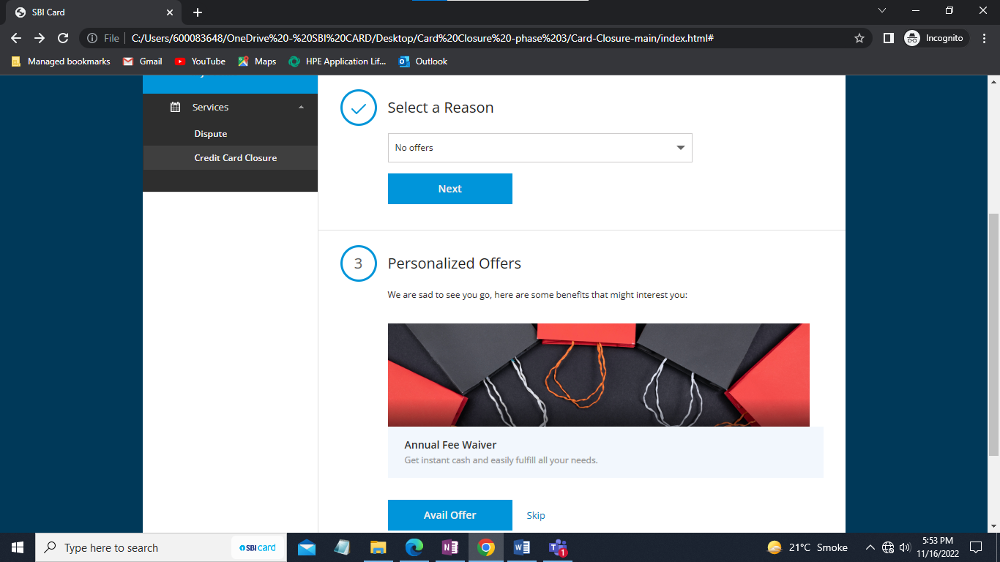 SBI Card
File
C:/Users/600083648/OneDrive%20-%20SBI%20CARD/Desktop/Card%20Closure%20-phase%203/Card-Closure-main/index.html#
Incognito
Managed bookmarks
Gmail
YouTube
Maps
HPE Application Lif...
Outlook
Services
Dispute
Credit Card Closure
Select a Reason
No offers
Next
3
Personalized Offers
We are sad to see you go, here are some benefits that might interest you:
Annual Fee Waiver
Get instant cash and easily fulfill all your needs.
Avail Offer
Skip
Type here to search
SBI card
21°C Smoke
5:53 PM
11/16/2022
1